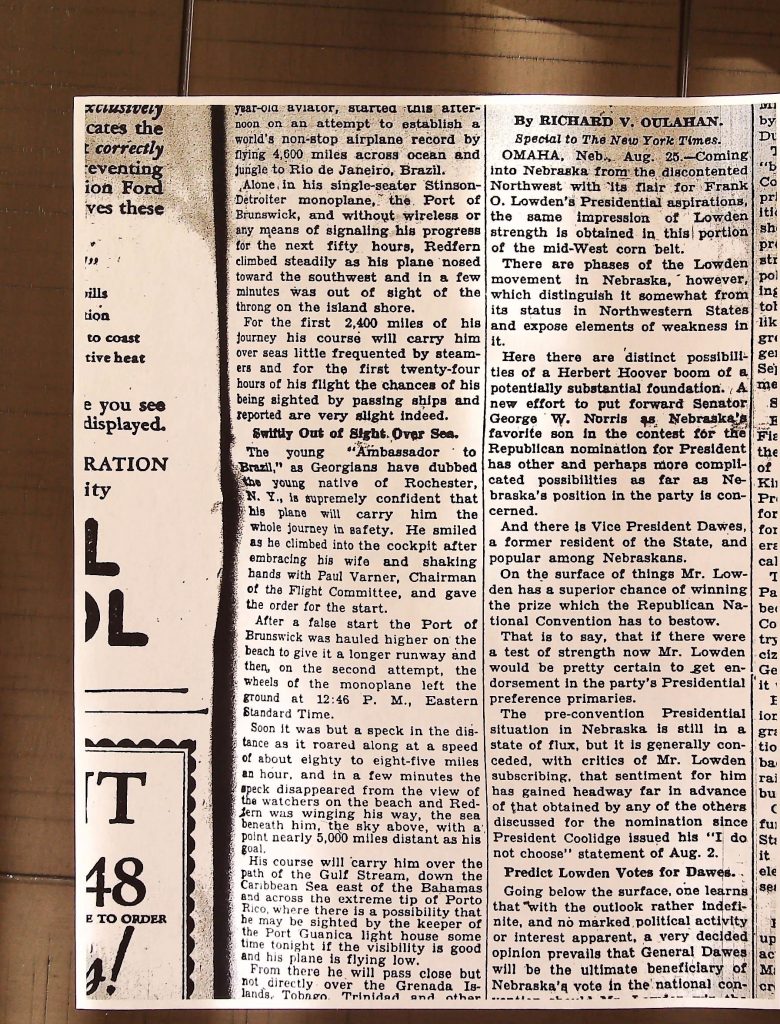 xclusively
cates the
t correctly
reventing
ion Ford
ves these
"
ills
tion
to coast
tive heat
e you see
displayed.
RATION
ity
L
OL
IT
48
E TO ORDER
s!
year-old aviator, started this after-
noon on an attempt to establish a
world's non-stop airplane record by
flying 4,600 miles across ocean and
jungle to Rio de Janeiro, Brazil.
Alone in his single-seater Stinson-
Detroiter monoplane, the Port of
Brunswick, and without wireless or
any means of signaling his progress
for the next fifty hours, Redfern
climbed steadily as his plane nosed
toward the southwest and in a few
minutes was out of sight of the
throng on the island shore.
For the first 2,400 miles of his
journey his course will carry him
over seas little frequented by steam-
ers and for the first twenty-four
hours of his flight the chances of his
being sighted by passing ships and
reported are very slight indeed.
Swiftly Out of Sight Over Sea.
The young "Ambassador to
Brazil," as Georgians have dubbed
the young native of Rochester,
N. Y., is supremely confident that
his plane will carry him the
whole journey in safety. He smiled
as he climbed into the cockpit after
embracing his wife and shaking
hands with Paul Varner, Chairman
of the Flight Committee, and gave
the order for the start.
After a false start the Port of
Brunswick was hauled higher on the
beach to give it a longer runway and
then, on the second attempt, the
wheels of the monoplane left the
ground at 12:46 P. M., Eastern
Standard Time.
Soon it was but a speck in the dis-
tance as it roared along at a speed
of about eighty to eight-five miles
an hour, and in a few minutes the
speck disappeared from the view of
the watchers on the beach and Red-
fern was winging his way, the sea
beneath him, the sky above, with a
point nearly 5,000 miles distant as his
goal.
His course will carry him over the
path of the Gulf Stream, down the
Caribbean Sea east of the Bahamas
and across the extreme tip of Porto
Rico, where there is a possibility that
he may be sighted by the keeper of
the Port Guanica light house some
time tonight if the visibility is good
and his plane is flying low.
From there he will pass close but
not directly over the Grenada Is-
lands, Tobago, Trinidad and other
By RICHARD V. OULAHAN.
Special to The New York Times.
OMAHA, Neb., Aug. 25.—Coming
into Nebraska from the discontented
Northwest with its flair for Frank
O. Lowden's Presidential aspirations,
the same impression of Lowden
strength is obtained in this portion
of the mid-West corn belt.
There are phases of the Lowden
movement in Nebraska, however,
which distinguish it somewhat from
its status in Northwestern States
and expose elements of weakness in
it.
Here there are distinct possibili-
ties of a Herbert Hoover boom of a
potentially substantial foundation. A
new effort to put forward Senator
George W. Norris as Nebraska's
favorite son in the contest for the
Republican nomination for President
has other and perhaps more compli-
cated possibilities as far as Ne-
braska's position in the party is con-
cerned.
And there is Vice President Dawes,
a former resident of the State, and
popular among Nebraskans.
On the surface of things Mr. Low-
den has a superior chance of winning
the prize which the Republican Na-
tional Convention has to bestow.
That is to say, that if there were
a test of strength now Mr. Lowden
would be pretty certain to get en-
dorsement in the party's Presidential
preference primaries.
The pre-convention Presidential
situation in Nebraska is still in a
state of flux, but it is generally con-
ceded, with critics of Mr. Lowden
subscribing, that sentiment for him
has gained headway far in advance
of that obtained by any of the others
discussed for the nomination since
President Coolidge issued his "I do
not choose" statement of Aug. 2.
Predict Lowden Votes for Dawes.
Going below the surface, one learns
that with the outlook rather indefi-
nite, and no marked political activity
or interest apparent, a very decided
opinion prevails that General Dawes
will be the ultimate beneficiary of
Nebraska's vote in the national con-